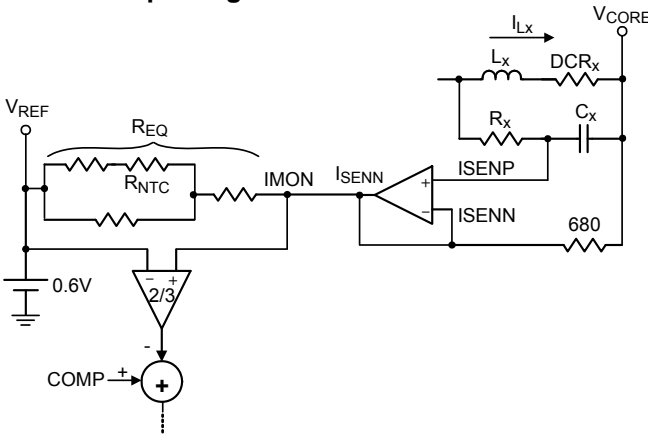 I_Lx
V_CORE
L_x
DCR_x
R_x
C_x
V_REF
R_EQ
R_NTC
IMON
I_SENN
ISENP
+
−
ISENN
680
− +
2/3
0.6V
-
COMP
+
+